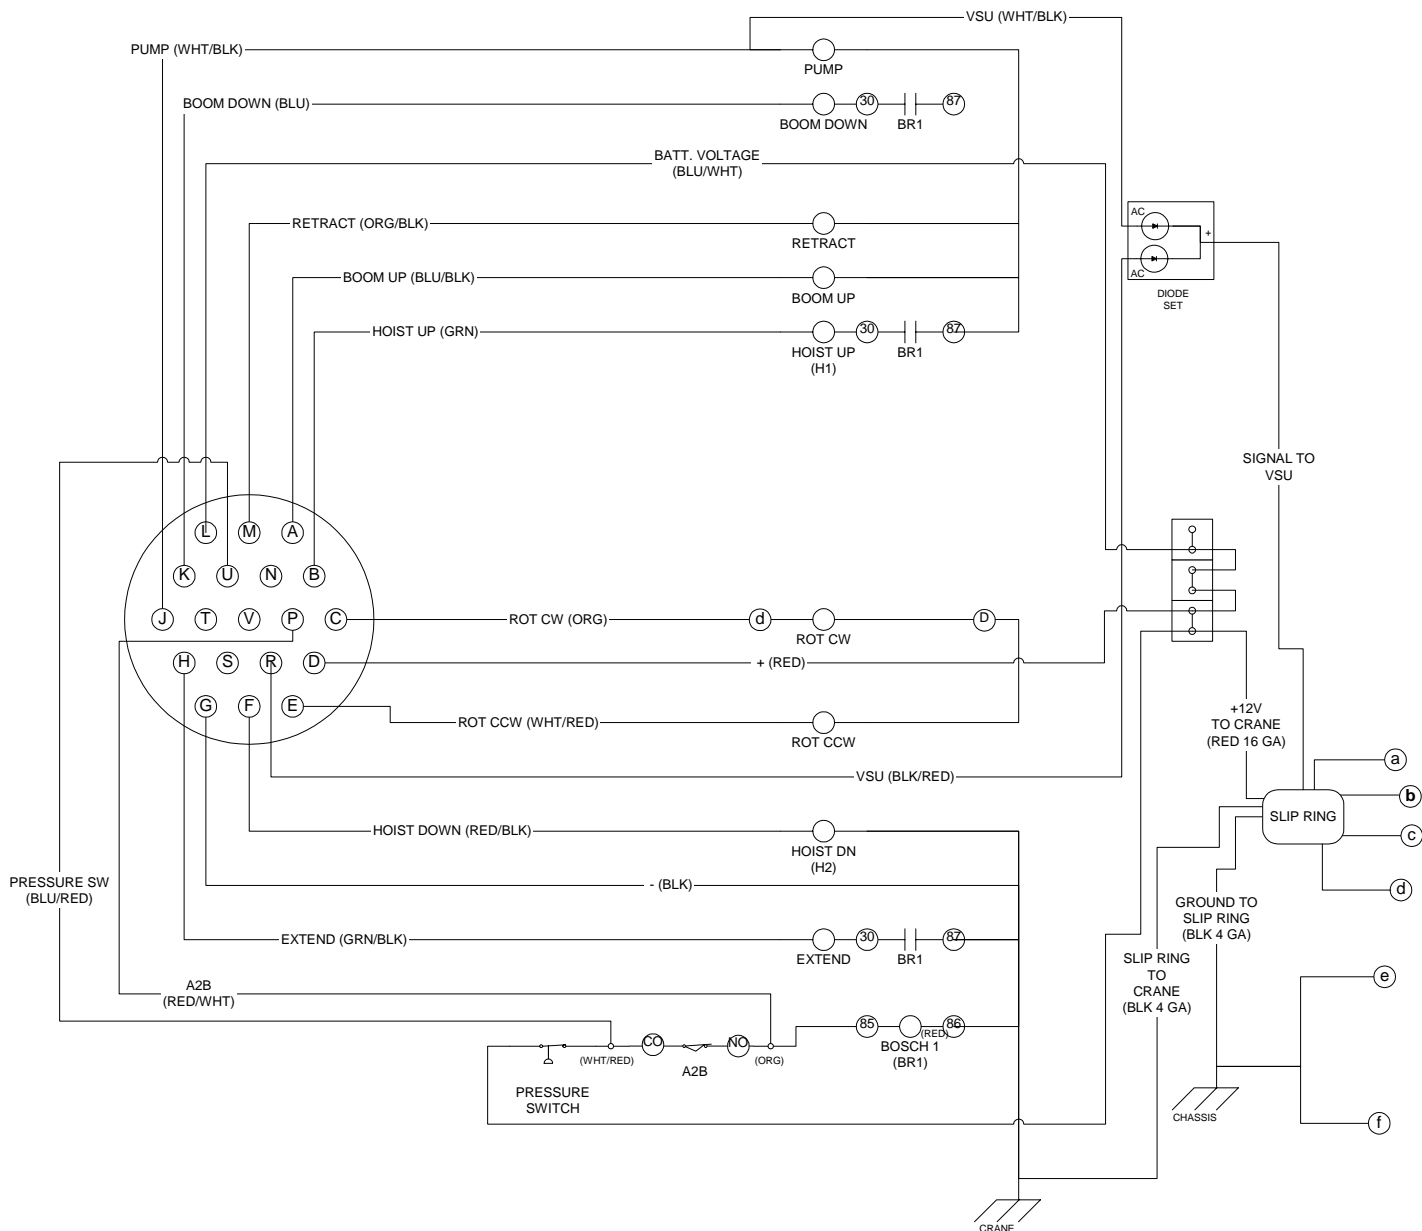 VSU (WHT/BLK)
PUMP (WHT/BLK)
PUMP
BOOM DOWN (BLU)
30
87
BOOM DOWN
BR1
BATT. VOLTAGE
(BLU/WHT)
AC
+
AC
DIODE
SET
RETRACT (ORG/BLK)
RETRACT
BOOM UP (BLU/BLK)
BOOM UP
HOIST UP (GRN)
30
87
HOIST UP
(H1)
BR1
SIGNAL TO
VSU
L
M
A
K
U
N
B
J
T
V
P
C
H
S
R
D
G
F
E
ROT CW (ORG)
d
D
ROT CW
+ (RED)
ROT CCW (WHT/RED)
ROT CCW
+12V
TO CRANE
(RED 16 GA)
VSU (BLK/RED)
a
b
SLIP RING
c
d
HOIST DOWN (RED/BLK)
HOIST DN
(H2)
PRESSURE SW
(BLU/RED)
- (BLK)
GROUND TO
SLIP RING
(BLK 4 GA)
EXTEND (GRN/BLK)
30
87
EXTEND
BR1
SLIP RING
TO
CRANE
(BLK 4 GA)
e
A2B
(RED/WHT)
85
86
(RED)
BOSCH 1
(BR1)
CO
NO
(WHT/RED)
(ORG)
A2B
PRESSURE
SWITCH
CHASSIS
f
CRANE